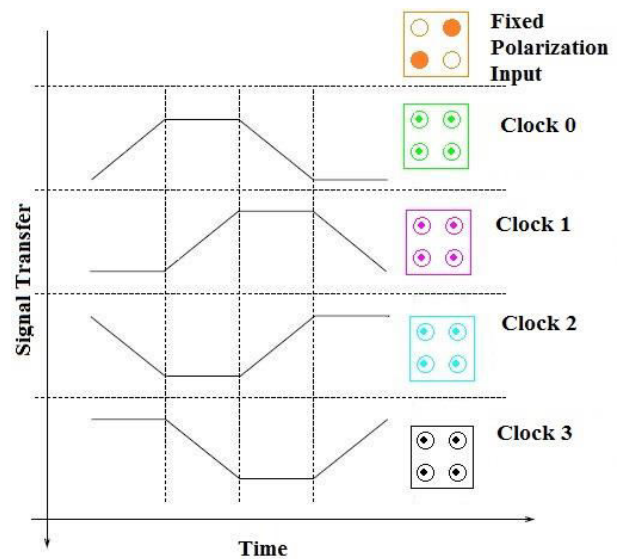 Fixed
Polarization
Input
Clock 0
Clock 1
Clock 2
Clock 3
Signal Transfer
Time